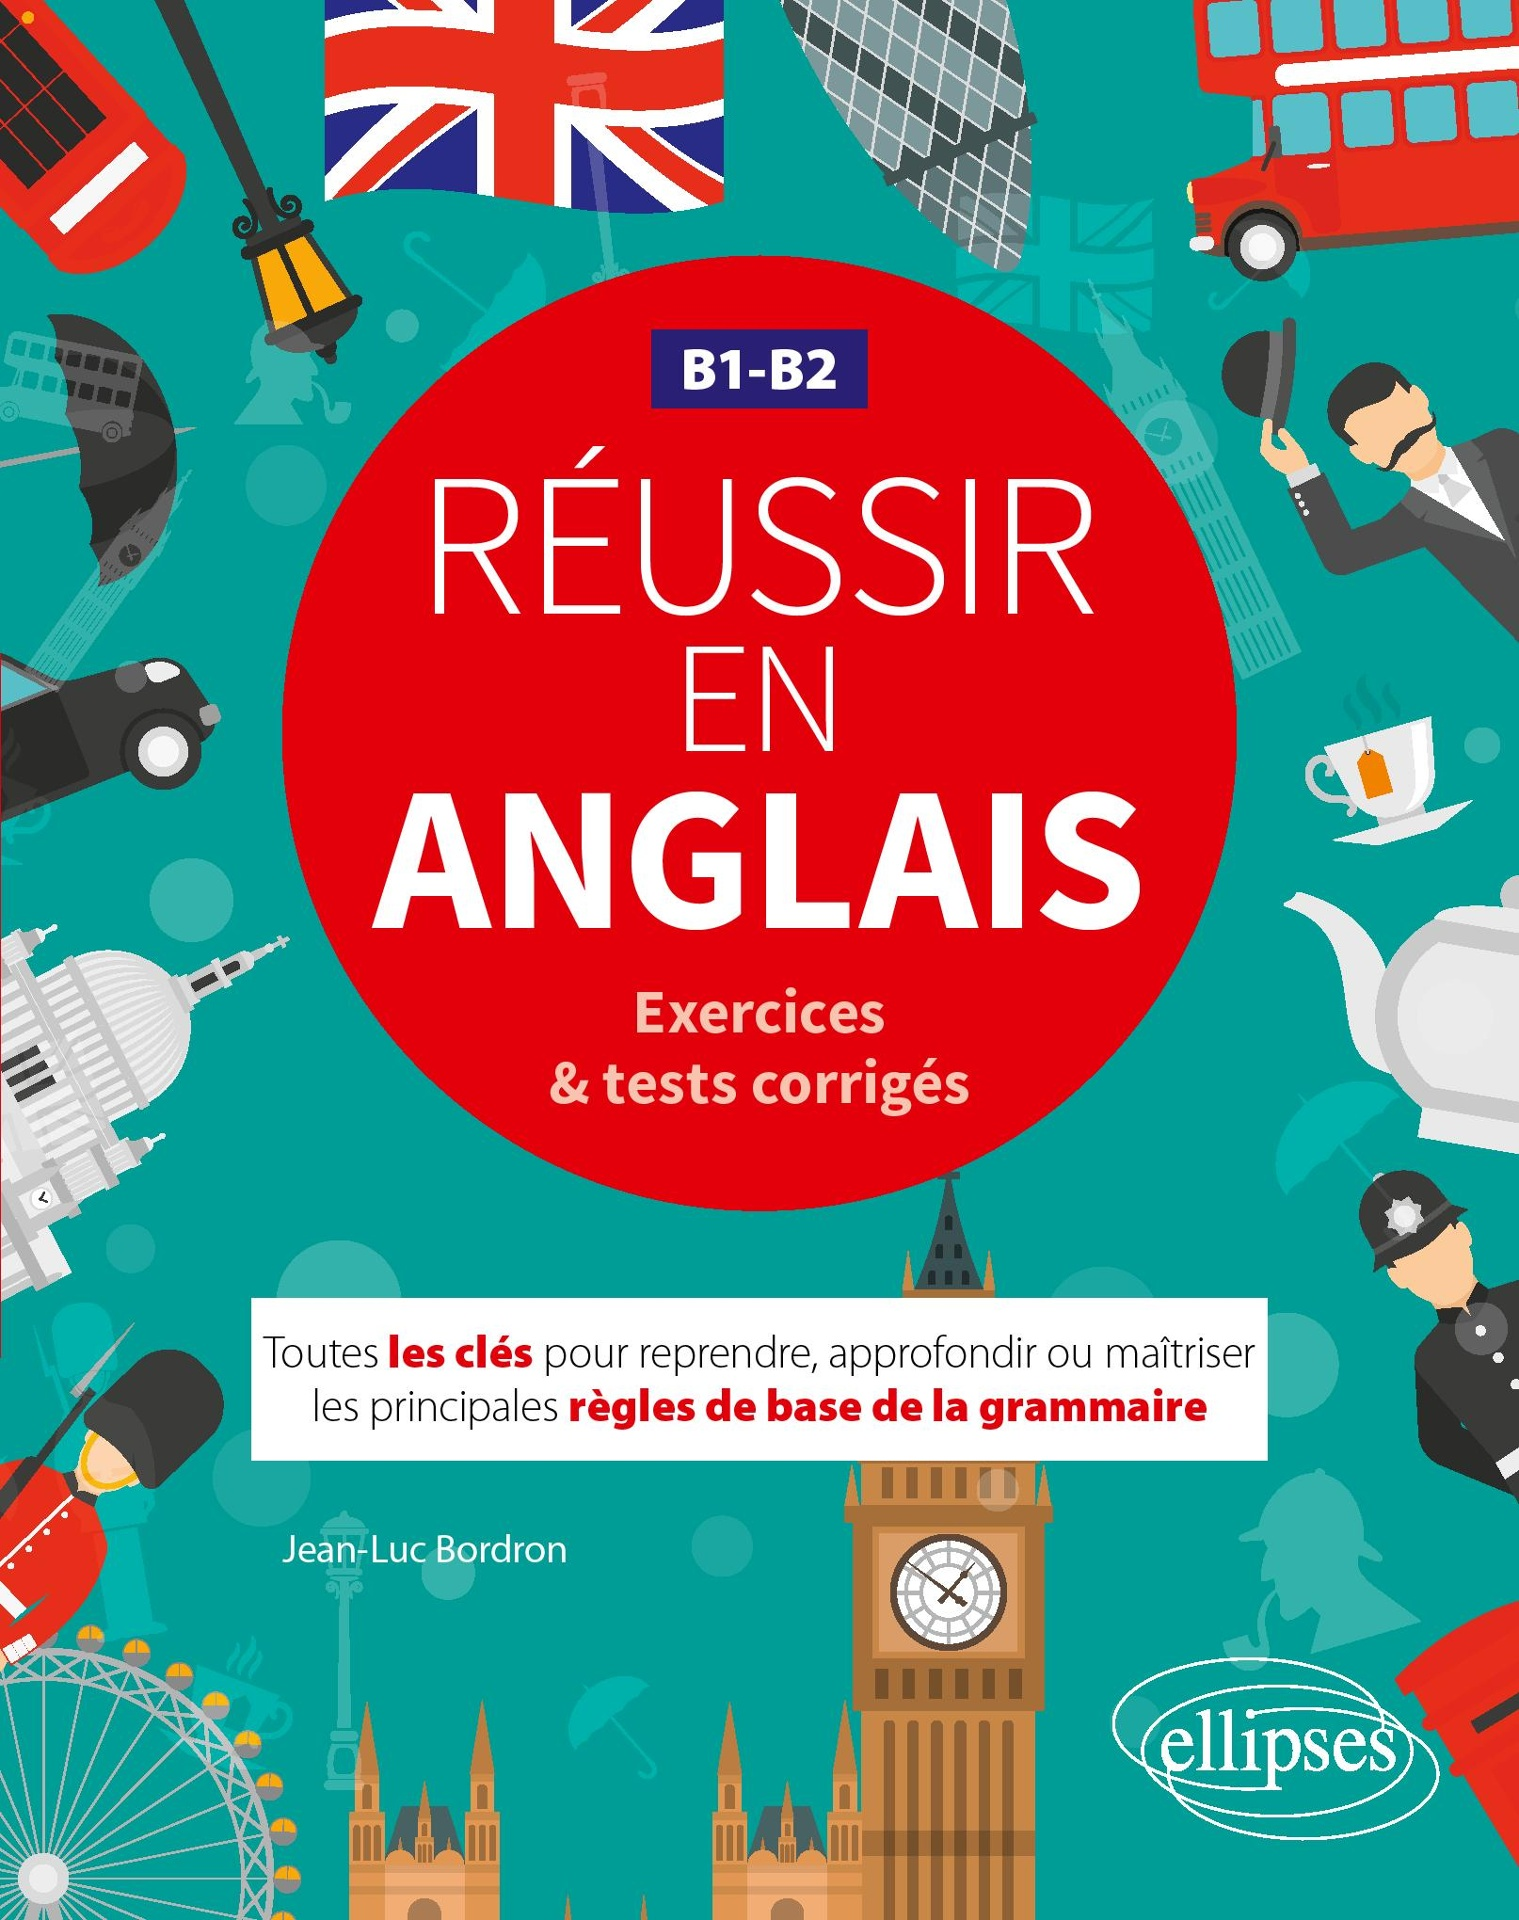 B1-B2
RÉUSSIR
EN
ANGLAIS
Exercices
& tests corrigés
Toutes les clés pour reprendre, approfondir ou maîtriser
les principales règles de base de la grammaire
Jean-Luc Bordron
ellipses